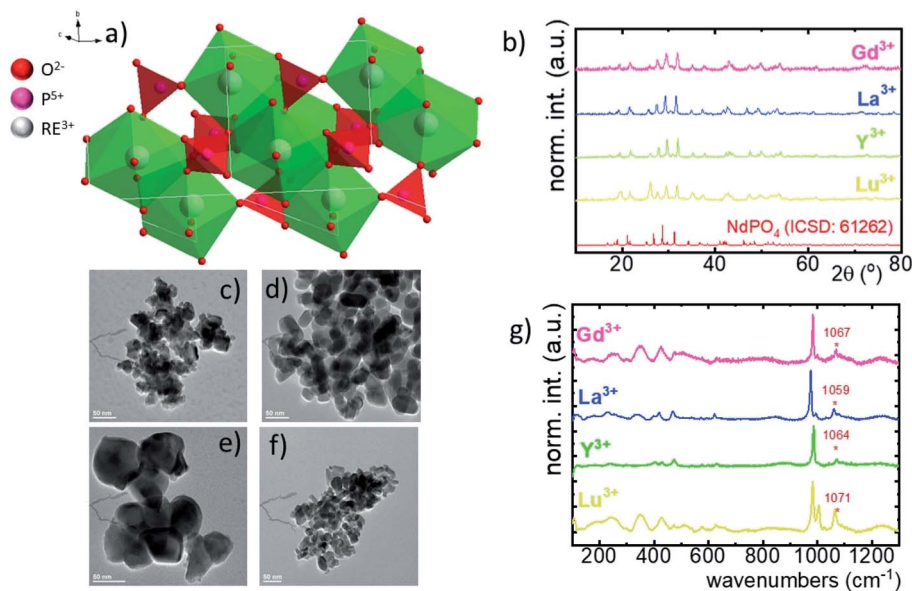 b
c
a)
O²⁻
P⁵⁺
RE³⁺
b)
norm. int. (a.u.)
Gd³⁺
La³⁺
Y³⁺
Lu³⁺
NdPO₄ (ICSD: 61262)
20 40 60 80
2θ (°)
c)
50 nm
d)
50 nm
e)
50 nm
f)
50 nm
g)
norm. int. (a.u.)
Gd³⁺
1067
*
La³⁺
1059
*
Y³⁺
1064
*
Lu³⁺
1071
*
200 400 600 800 1000 1200
wavenumbers (cm⁻¹)